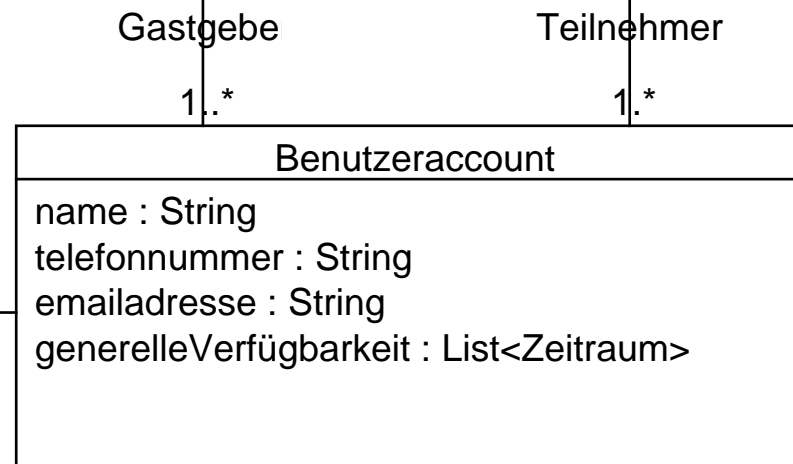 Gastgebe Teilnehmer
1..* 1.*
Benutzeraccount
name : String
telefonnummer : String
emailadresse : String
generelleVerfügbarkeit : List<Zeitraum>